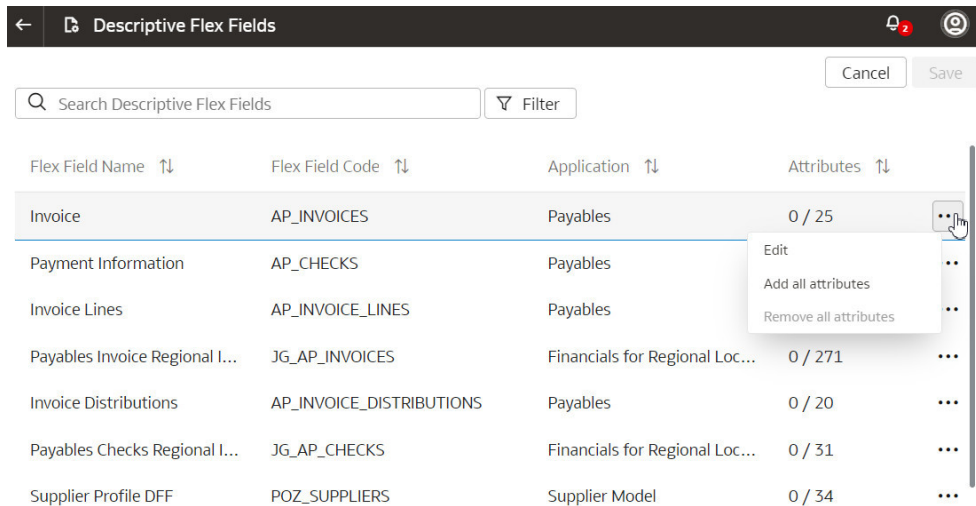 Descriptive Flex Fields
2
Cancel Save
Search Descriptive Flex Fields Filter
Flex Field Name Flex Field Code Application Attributes
Invoice AP_INVOICES Payables 0 / 25
Edit
Payment Information AP_CHECKS Payables
Add all attributes
Invoice Lines AP_INVOICE_LINES Payables
Remove all attributes
Payables Invoice Regional I... JG_AP_INVOICES Financials for Regional Loc... 0 / 271
Invoice Distributions AP_INVOICE_DISTRIBUTIONS Payables 0 / 20
Payables Checks Regional I... JG_AP_CHECKS Financials for Regional Loc... 0 / 31
Supplier Profile DFF POZ_SUPPLIERS Supplier Model 0 / 34